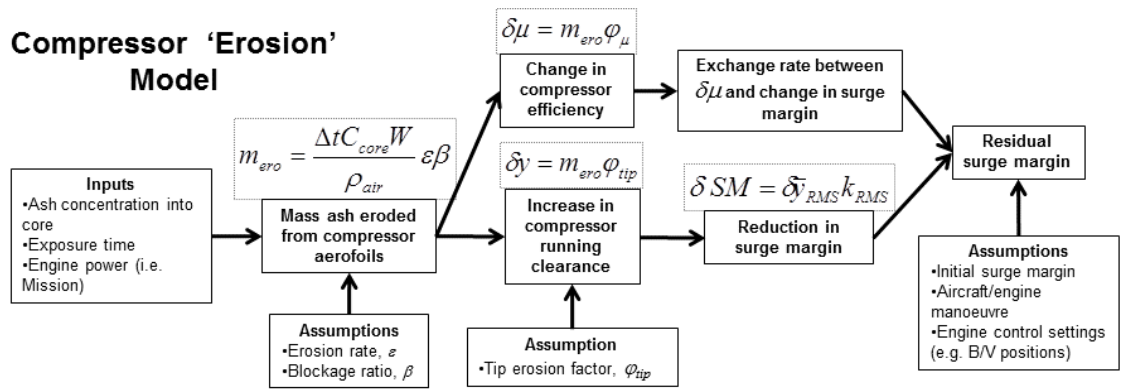 Compressor ‘Erosion’
Model
Inputs
•Ash concentration into
core
•Exposure time
•Engine power (i.e.
Mission)
m_ero = (Δt C_core W / ρ_air) εβ
Mass ash eroded
from compressor
aerofoils
Assumptions
•Erosion rate, ε
•Blockage ratio, β
δμ = m_ero φ_μ
Change in
compressor
efficiency
Exchange rate between
δμ and change in surge
margin
δy = m_ero φ_tip
Increase in
compressor
running
clearance
Assumption
•Tip erosion factor, φ_tip
δ SM = δȳ_RMS k_RMS
Reduction in
surge margin
Residual
surge margin
Assumptions
•Initial surge margin
•Aircraft/engine
manoeuvre
•Engine control settings
(e.g. B/V positions)